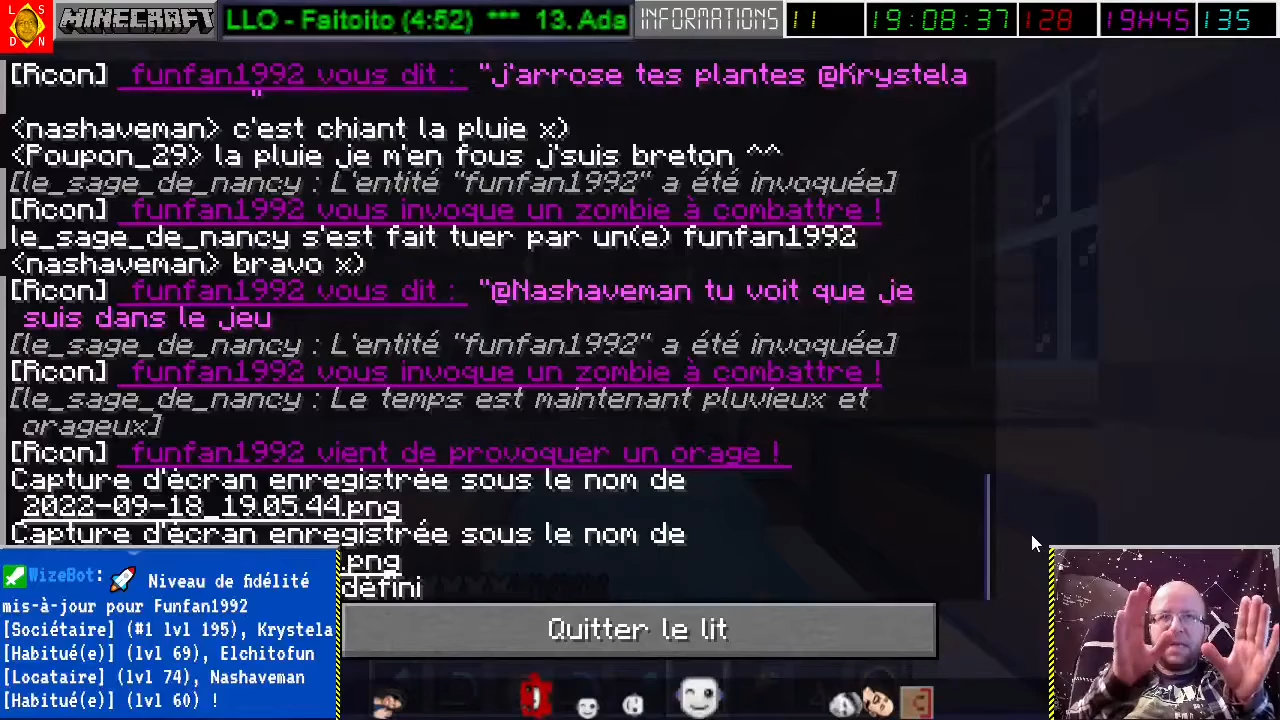 L S
D N
MINECRAFT
LLO - Faitoito (4:52) *** 13. Ada
INFORMATIONS
11
19:08:37
128
19H45
135
[Rcon] funfan1992 vous dit : "j'arrose tes plantes @Krystela
"
<nashaveman> c'est chiant la pluie x)
<Poupon_29> la pluie je m'en fous j'suis breton ^^
[le_sage_de_nancy : L'entité "funfan1992" a été invoquée]
[Rcon] funfan1992 vous invoque un zombie à combattre !
le_sage_de_nancy s'est fait tuer par un(e) funfan1992
<nashaveman> bravo x)
[Rcon] funfan1992 vous dit : "@Nashaveman tu voit que je
suis dans le jeu
[le_sage_de_nancy : L'entité "funfan1992" a été invoquée]
[Rcon] funfan1992 vous invoque un zombie à combattre !
[le_sage_de_nancy : Le temps est maintenant pluvieux et
orageux]
[Rcon] funfan1992 vient de provoquer un orage !
Capture d'écran enregistrée sous le nom de
2022-09-18_19.05.44.png
Capture d'écran enregistrée sous le nom de
.png
défini
Quitter le lit
WizeBot: Niveau de fidélité
mis-à-jour pour Funfan1992
[Sociétaire] (#1 lvl 195), Krystela
[Habitué(e)] (lvl 69), Elchitofun
[Locataire] (lvl 74), Nashaveman
[Habitué(e)] (lvl 60) !